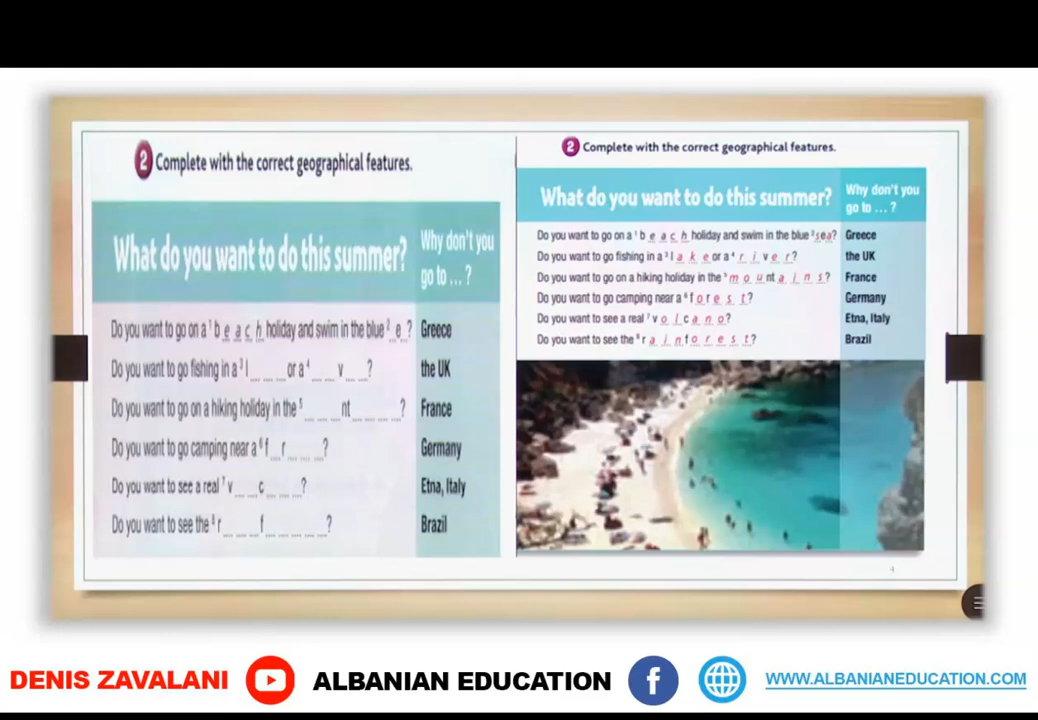 2 Complete with the correct geographical features.
What do you want to do this summer?
Why don't you
go to ... ?
Do you want to go on a 1 b e a c h holiday and swim in the blue 2 _ e _ ? Greece
Do you want to go fishing in a 3 l _ _ _ or a 4 _ _ v _ _ ? the UK
Do you want to go on a hiking holiday in the 5 _ _ _ nt _ _ _ _ ? France
Do you want to go camping near a 6 f _ r _ _ _ ? Germany
Do you want to see a real 7 v _ _ c _ _ _ ? Etna, Italy
Do you want to see the 8 r _ _ _ f _ _ _ _ _ ? Brazil
2 Complete with the correct geographical features.
What do you want to do this summer?
Why don't you
go to ... ?
Do you want to go on a 1 b e a c h holiday and swim in the blue 2 s e a? Greece
Do you want to go fishing in a 3 l a k e or a 4 r i v e r? the UK
Do you want to go on a hiking holiday in the 5 m o u nt a i n s? France
Do you want to go camping near a 6 f o r e s t? Germany
Do you want to see a real 7 v o l c a n o? Etna, Italy
Do you want to see the 8 r a i n f o r e s t? Brazil
4
DENIS ZAVALANI
ALBANIAN EDUCATION
WWW.ALBANIANEDUCATION.COM